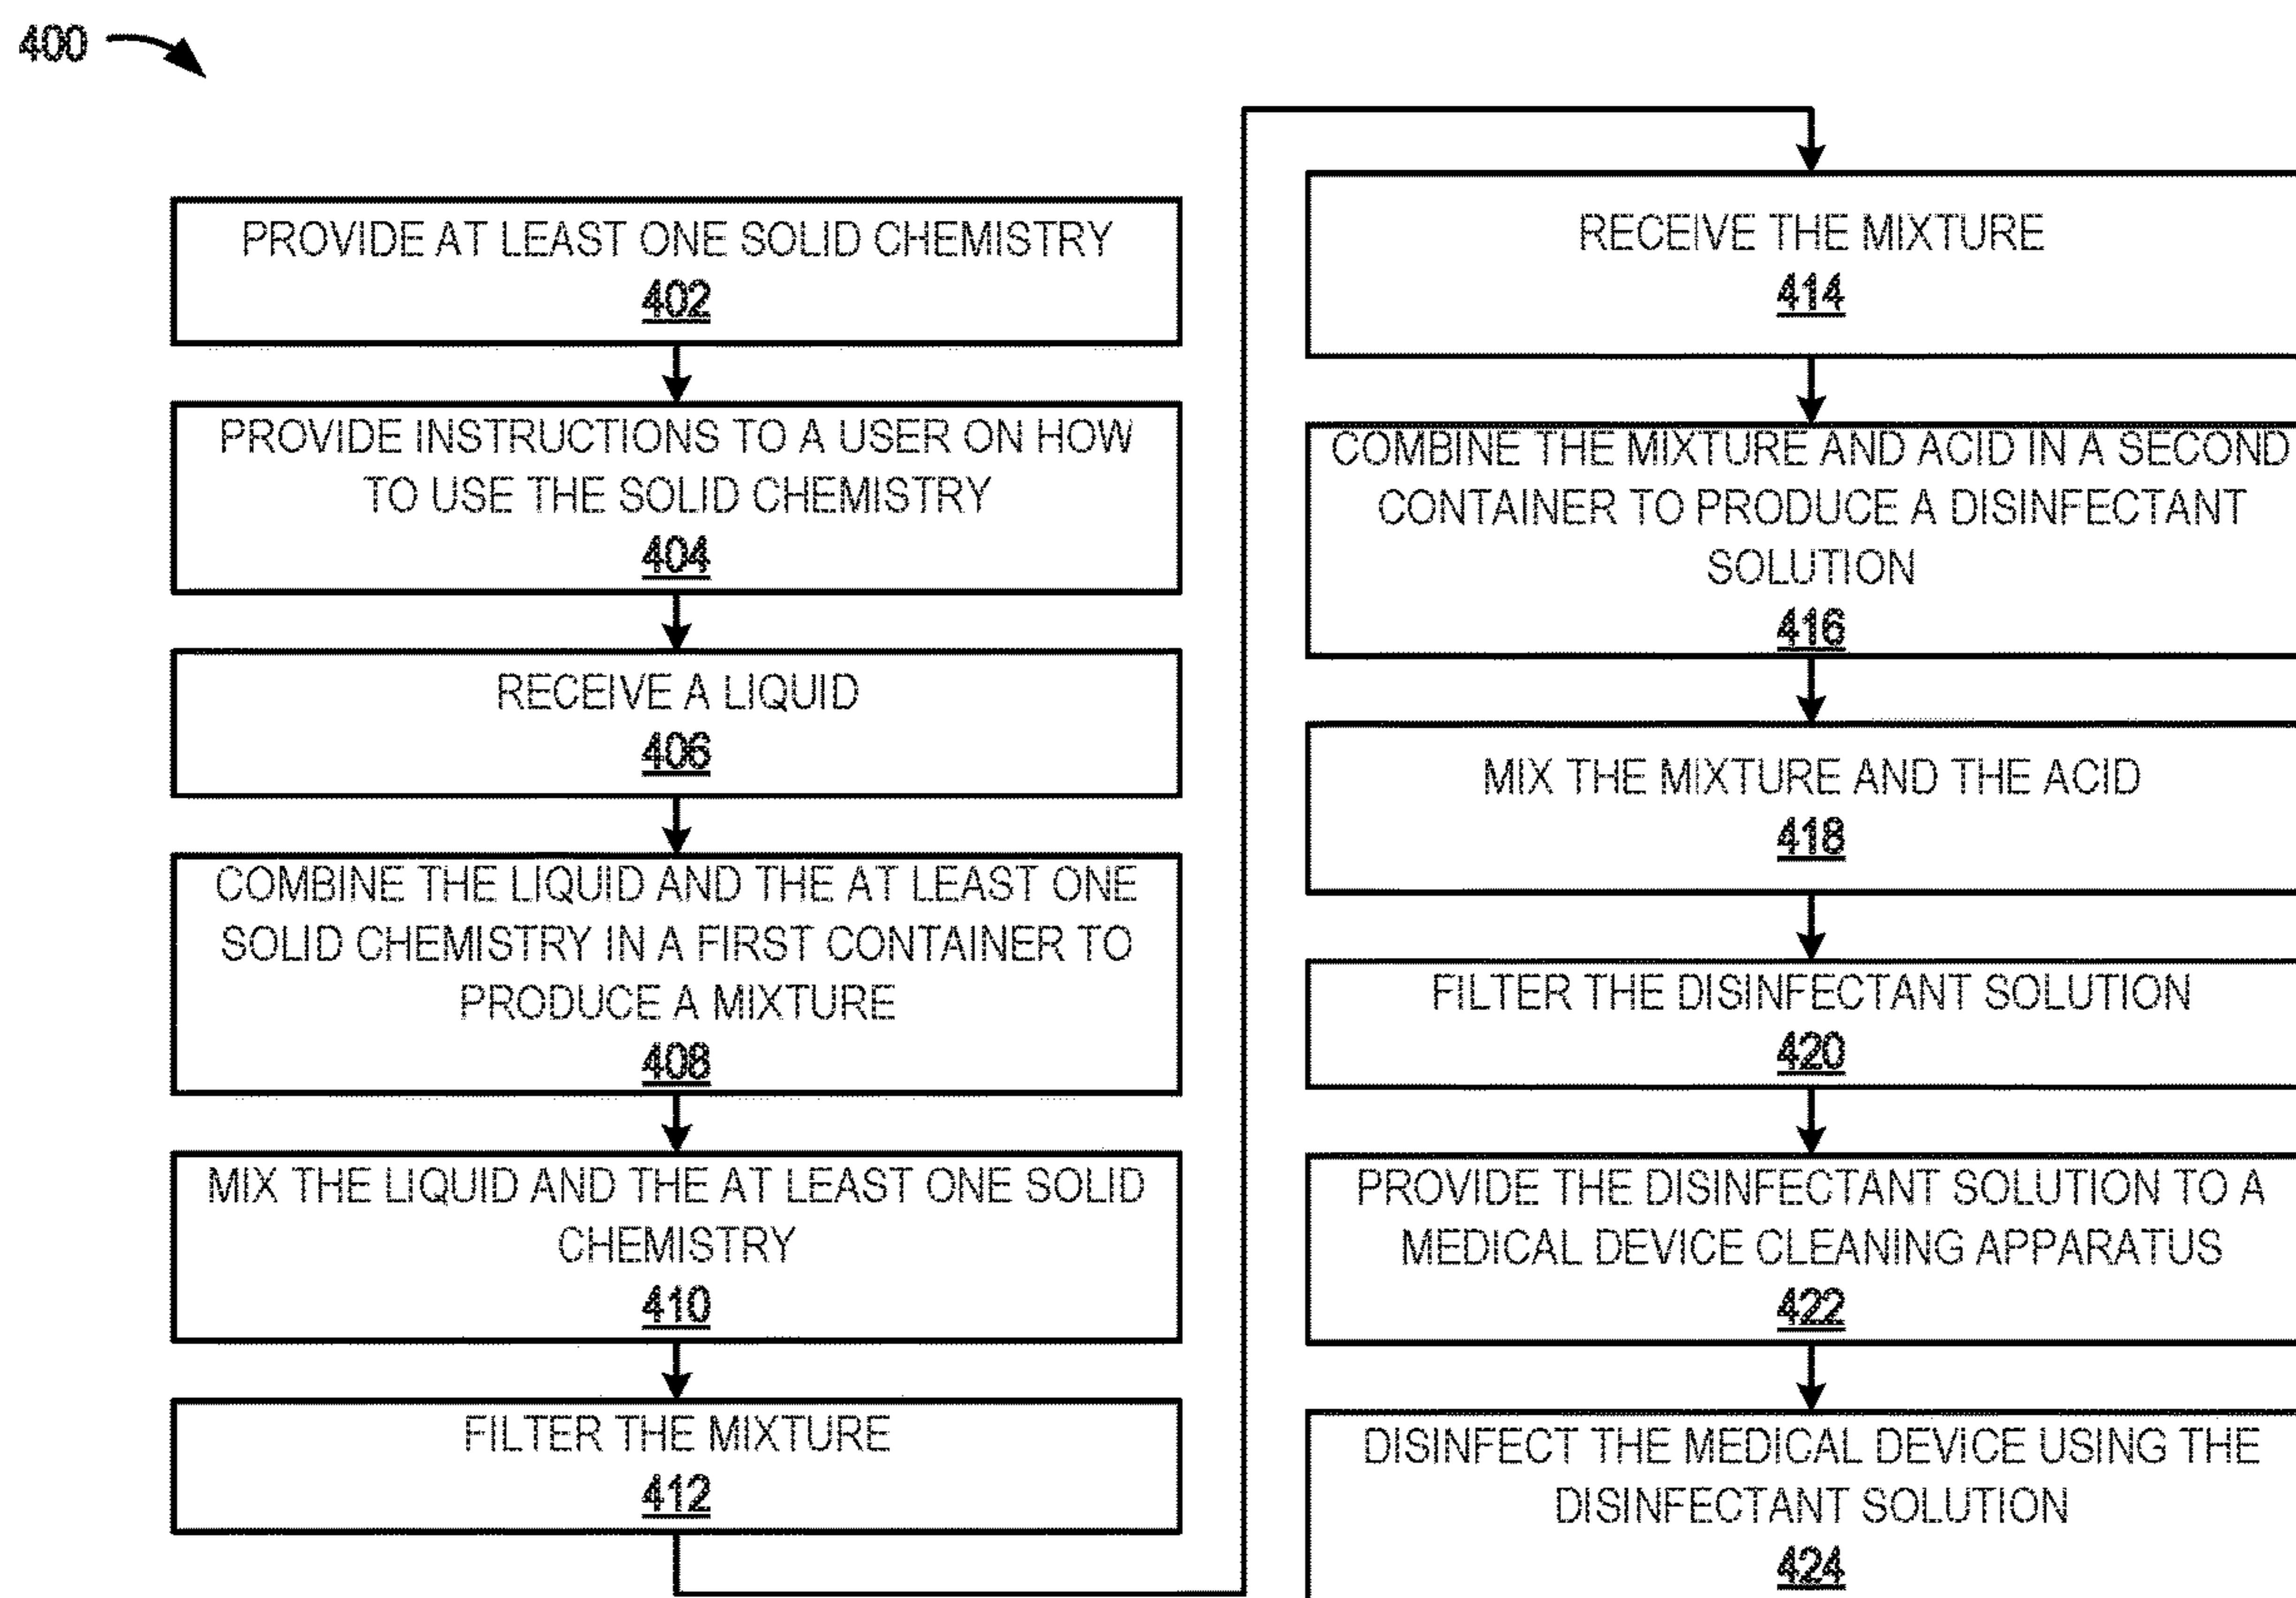 400
PROVIDE AT LEAST ONE SOLID CHEMISTRY
402
PROVIDE INSTRUCTIONS TO A USER ON HOW
TO USE THE SOLID CHEMISTRY
404
RECEIVE A LIQUID
406
COMBINE THE LIQUID AND THE AT LEAST ONE
SOLID CHEMISTRY IN A FIRST CONTAINER TO
PRODUCE A MIXTURE
408
MIX THE LIQUID AND THE AT LEAST ONE SOLID
CHEMISTRY
410
FILTER THE MIXTURE
412
RECEIVE THE MIXTURE
414
COMBINE THE MIXTURE AND ACID IN A SECOND
CONTAINER TO PRODUCE A DISINFECTANT
SOLUTION
416
MIX THE MIXTURE AND THE ACID
418
FILTER THE DISINFECTANT SOLUTION
420
PROVIDE THE DISINFECTANT SOLUTION TO A
MEDICAL DEVICE CLEANING APPARATUS
422
DISINFECT THE MEDICAL DEVICE USING THE
DISINFECTANT SOLUTION
424